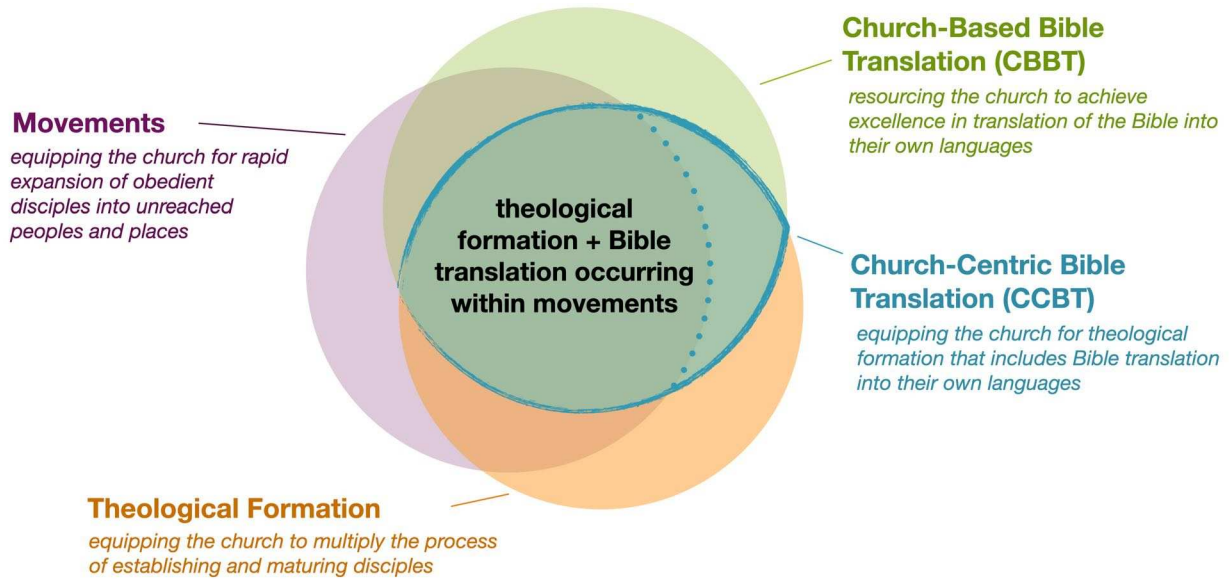 Church-Based Bible
Translation (CBBT)
resourcing the church to achieve
excellence in translation of the Bible into
their own languages
Movements
equipping the church for rapid
expansion of obedient
disciples into unreached
peoples and places
theological
formation + Bible
translation occurring
within movements
Church-Centric Bible
Translation (CCBT)
equipping the church for theological
formation that includes Bible translation
into their own languages
Theological Formation
equipping the church to multiply the process
of establishing and maturing disciples